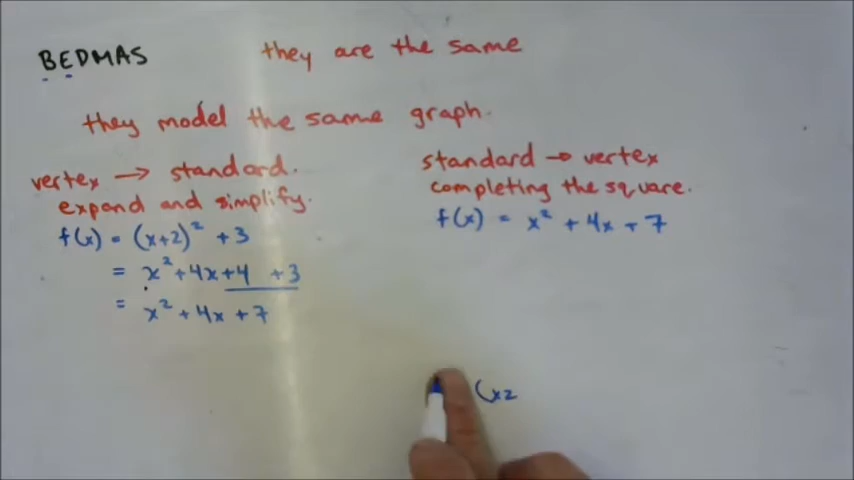 BEDMAS
they are the same
they model the same graph.
vertex → standard.
expand and simplify.
f(x) = (x+2)² + 3
= x² + 4x + 4 + 3
= x² + 4x + 7
standard → vertex
completing the square.
f(x) = x² + 4x + 7
(x2